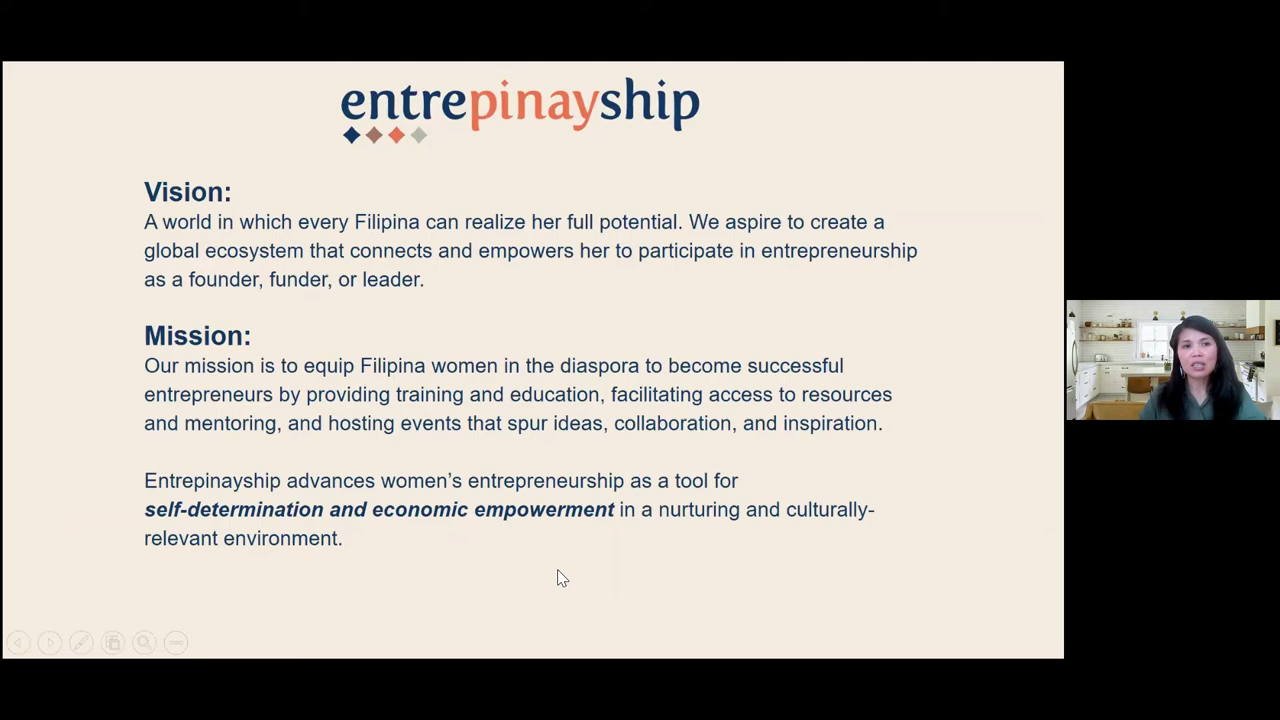 entrepinayship
Vision:
A world in which every Filipina can realize her full potential. We aspire to create a
global ecosystem that connects and empowers her to participate in entrepreneurship
as a founder, funder, or leader.
Mission:
Our mission is to equip Filipina women in the diaspora to become successful
entrepreneurs by providing training and education, facilitating access to resources
and mentoring, and hosting events that spur ideas, collaboration, and inspiration.
Entrepinayship advances women’s entrepreneurship as a tool for
self-determination and economic empowerment in a nurturing and culturally-
relevant environment.